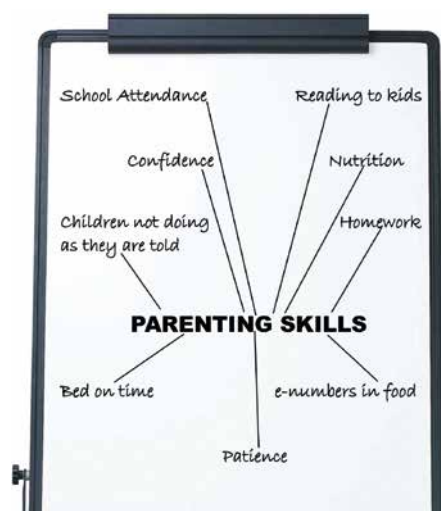 School Attendance
Reading to kids
Confidence
Nutrition
Children not doing
as they are told
Homework
PARENTING SKILLS
Bed on time
e-numbers in food
Patience